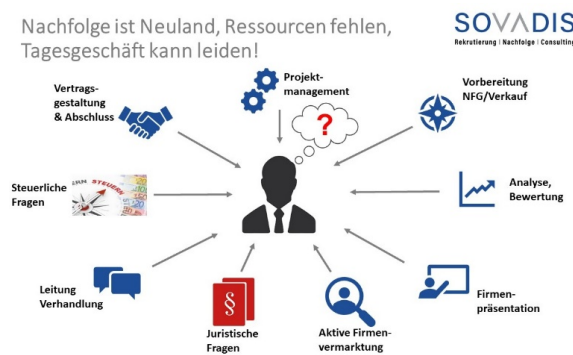 Nachfolge ist Neuland, Ressourcen fehlen,
Tagesgeschäft kann leiden!
SOVADIS
Rekrutierung | Nachfolge | Consulting
Vertrags-
gestaltung
& Abschluss
Projekt-
management
?
Vorbereitung
NFG/Verkauf
Steuerliche
Fragen
STEUERN
Analyse,
Bewertung
Leitung
Verhandlung
§
Juristische
Fragen
Aktive Firmen-
vermarktung
Firmen-
präsentation